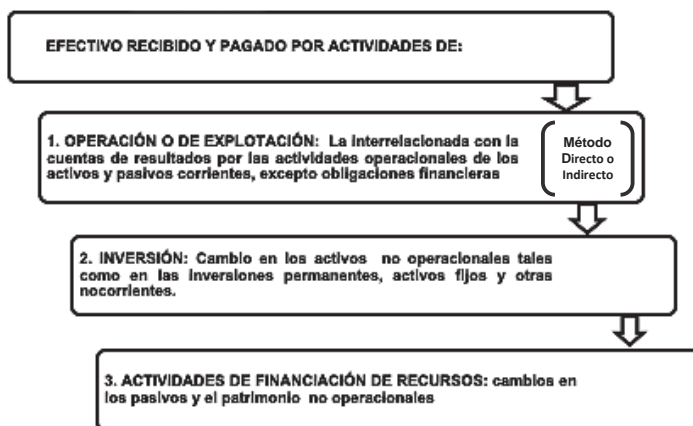 EFECTIVO RECIBIDO Y PAGADO POR ACTIVIDADES DE:
1. OPERACIÓN O DE EXPLOTACIÓN: La interrelacionada con la
cuentas de resultados por las actividades operacionales de los
activos y pasivos corrientes, excepto obligaciones financieras
Método
Directo o
Indirecto
2. INVERSIÓN: Cambio en los activos no operacionales tales
como en las inversiones permanentes, activos fijos y otras
nocorrientes.
3. ACTIVIDADES DE FINANCIACIÓN DE RECURSOS: cambios en
los pasivos y el patrimonio no operacionales